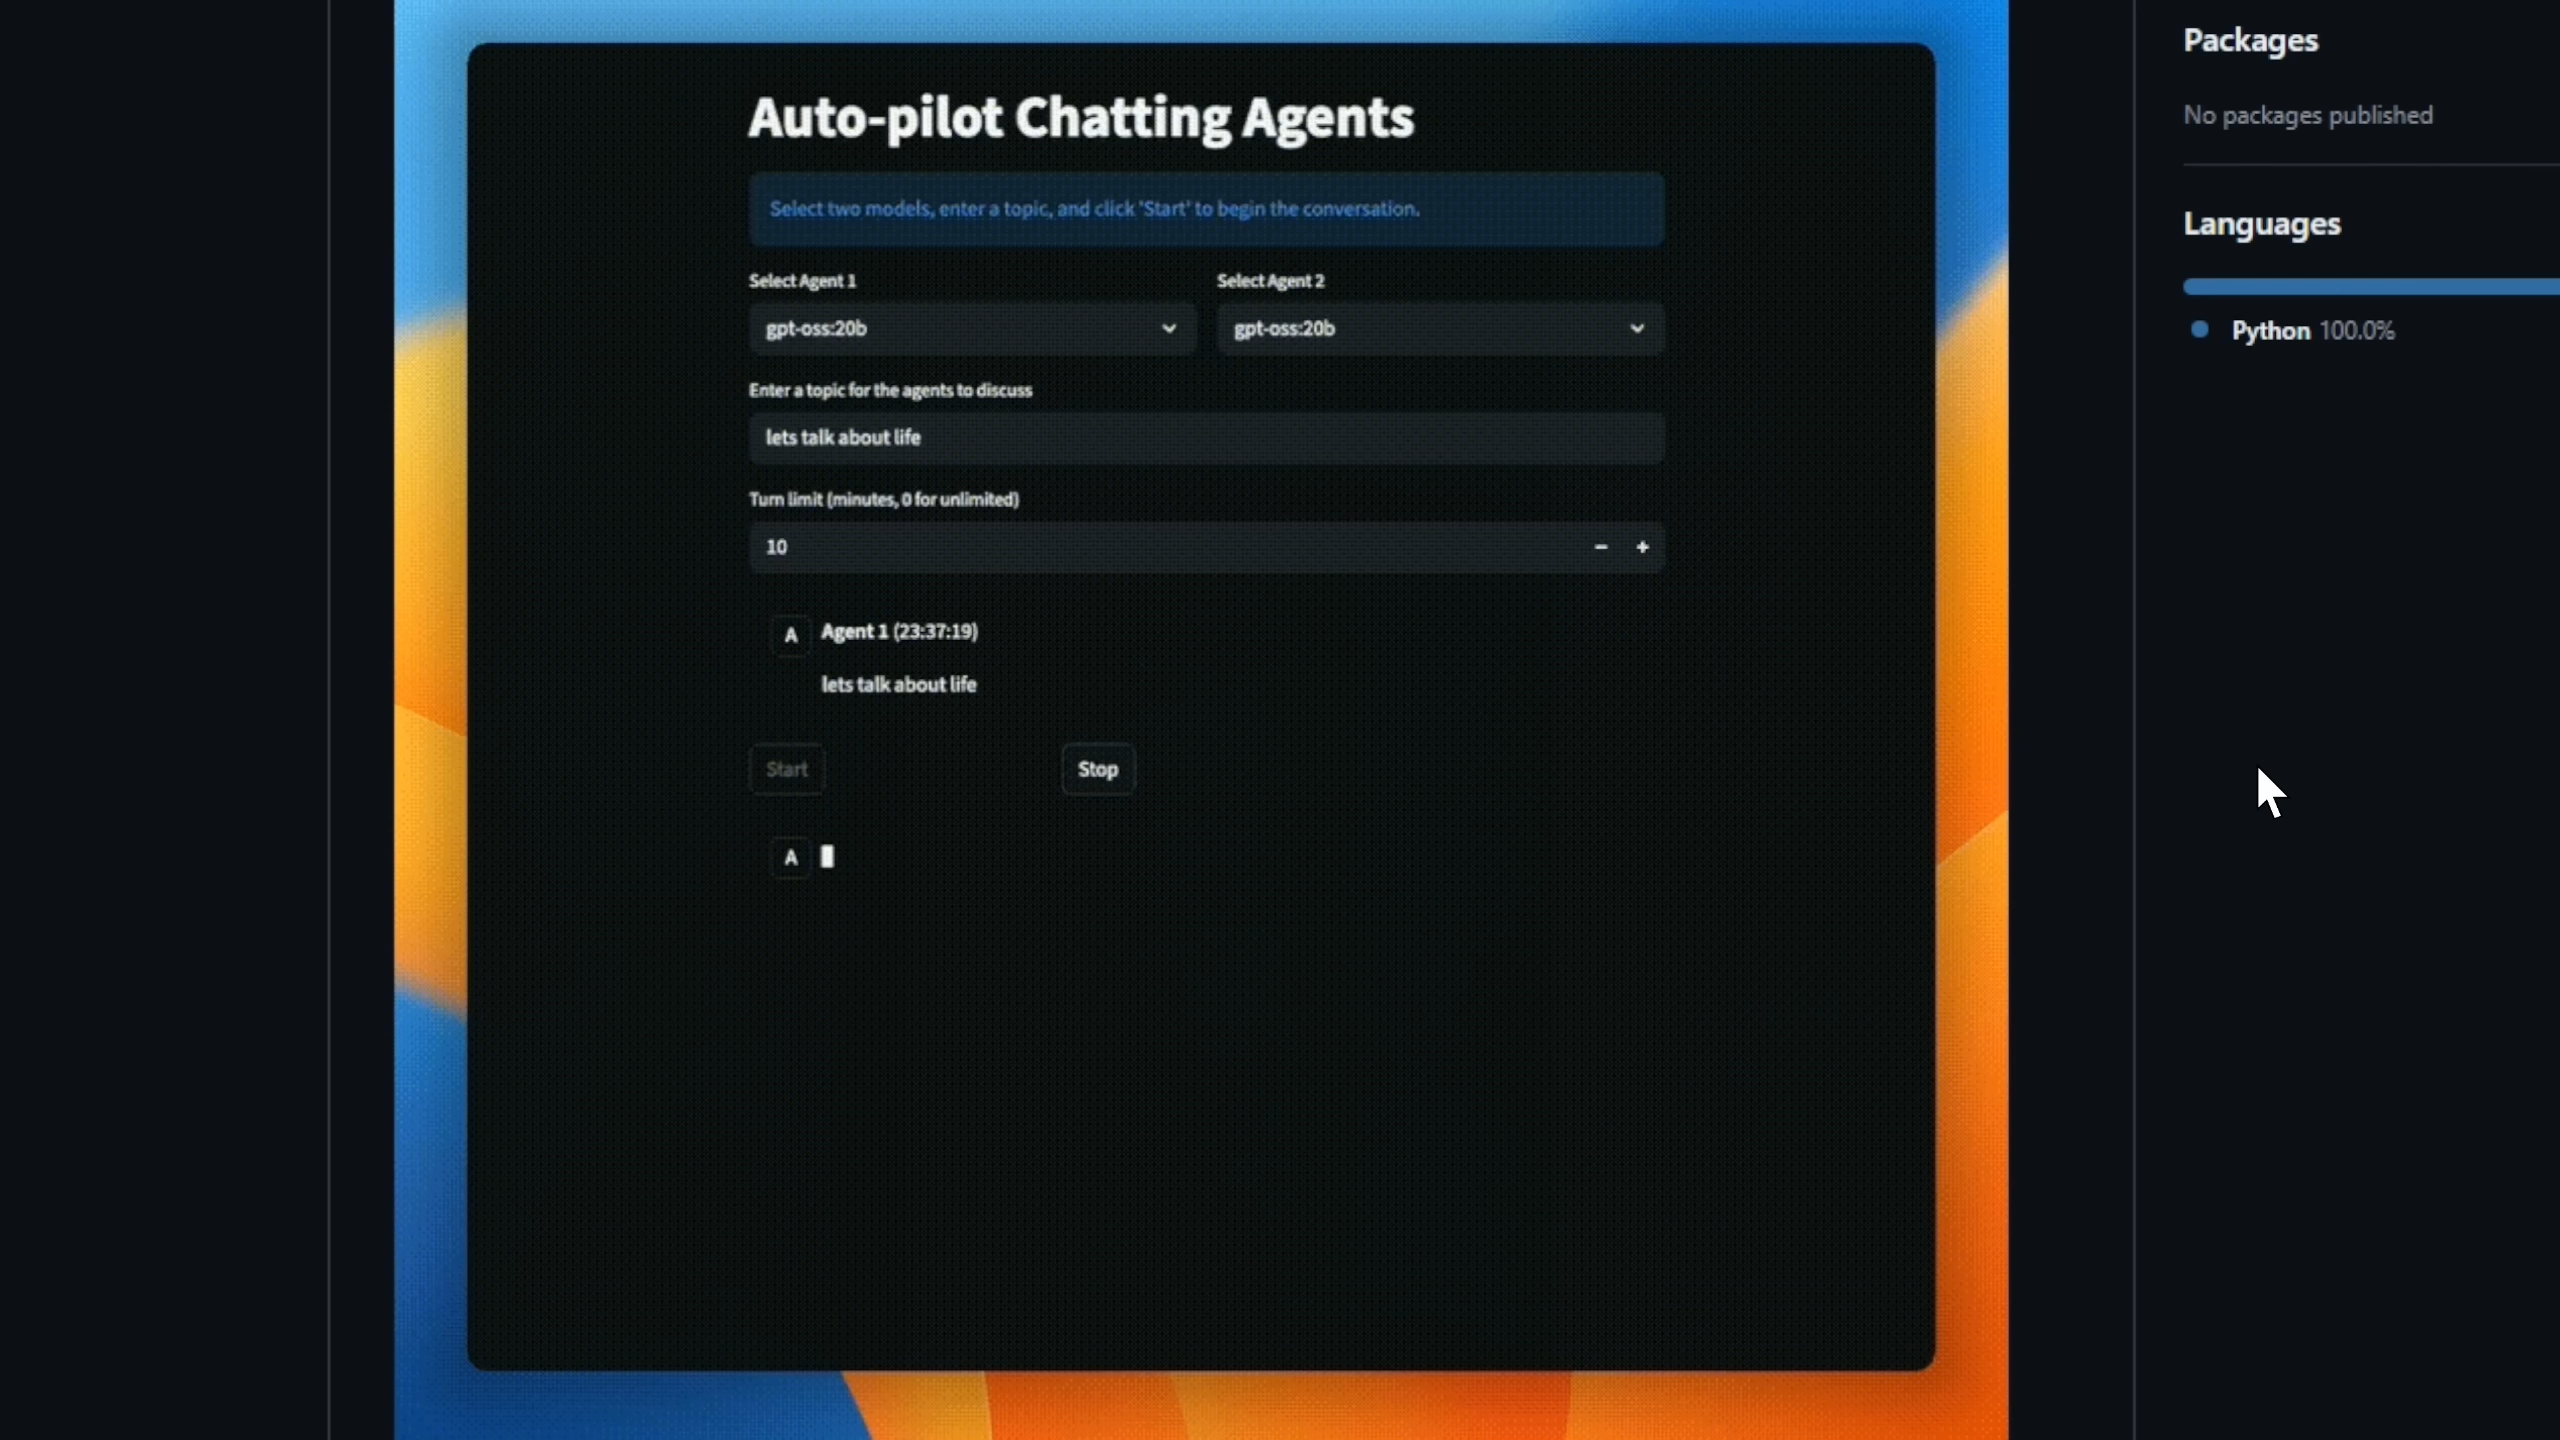 Auto-pilot Chatting Agents
Select two models, enter a topic, and click 'Start' to begin the conversation.
Select Agent 1
Select Agent 2
gpt-oss:20b
gpt-oss:20b
Enter a topic for the agents to discuss
lets talk about life
Turn limit (minutes, 0 for unlimited)
10
A Agent 1 (23:37:19)
lets talk about life
Start
Stop
A
Packages
No packages published
Languages
Python 100.0%